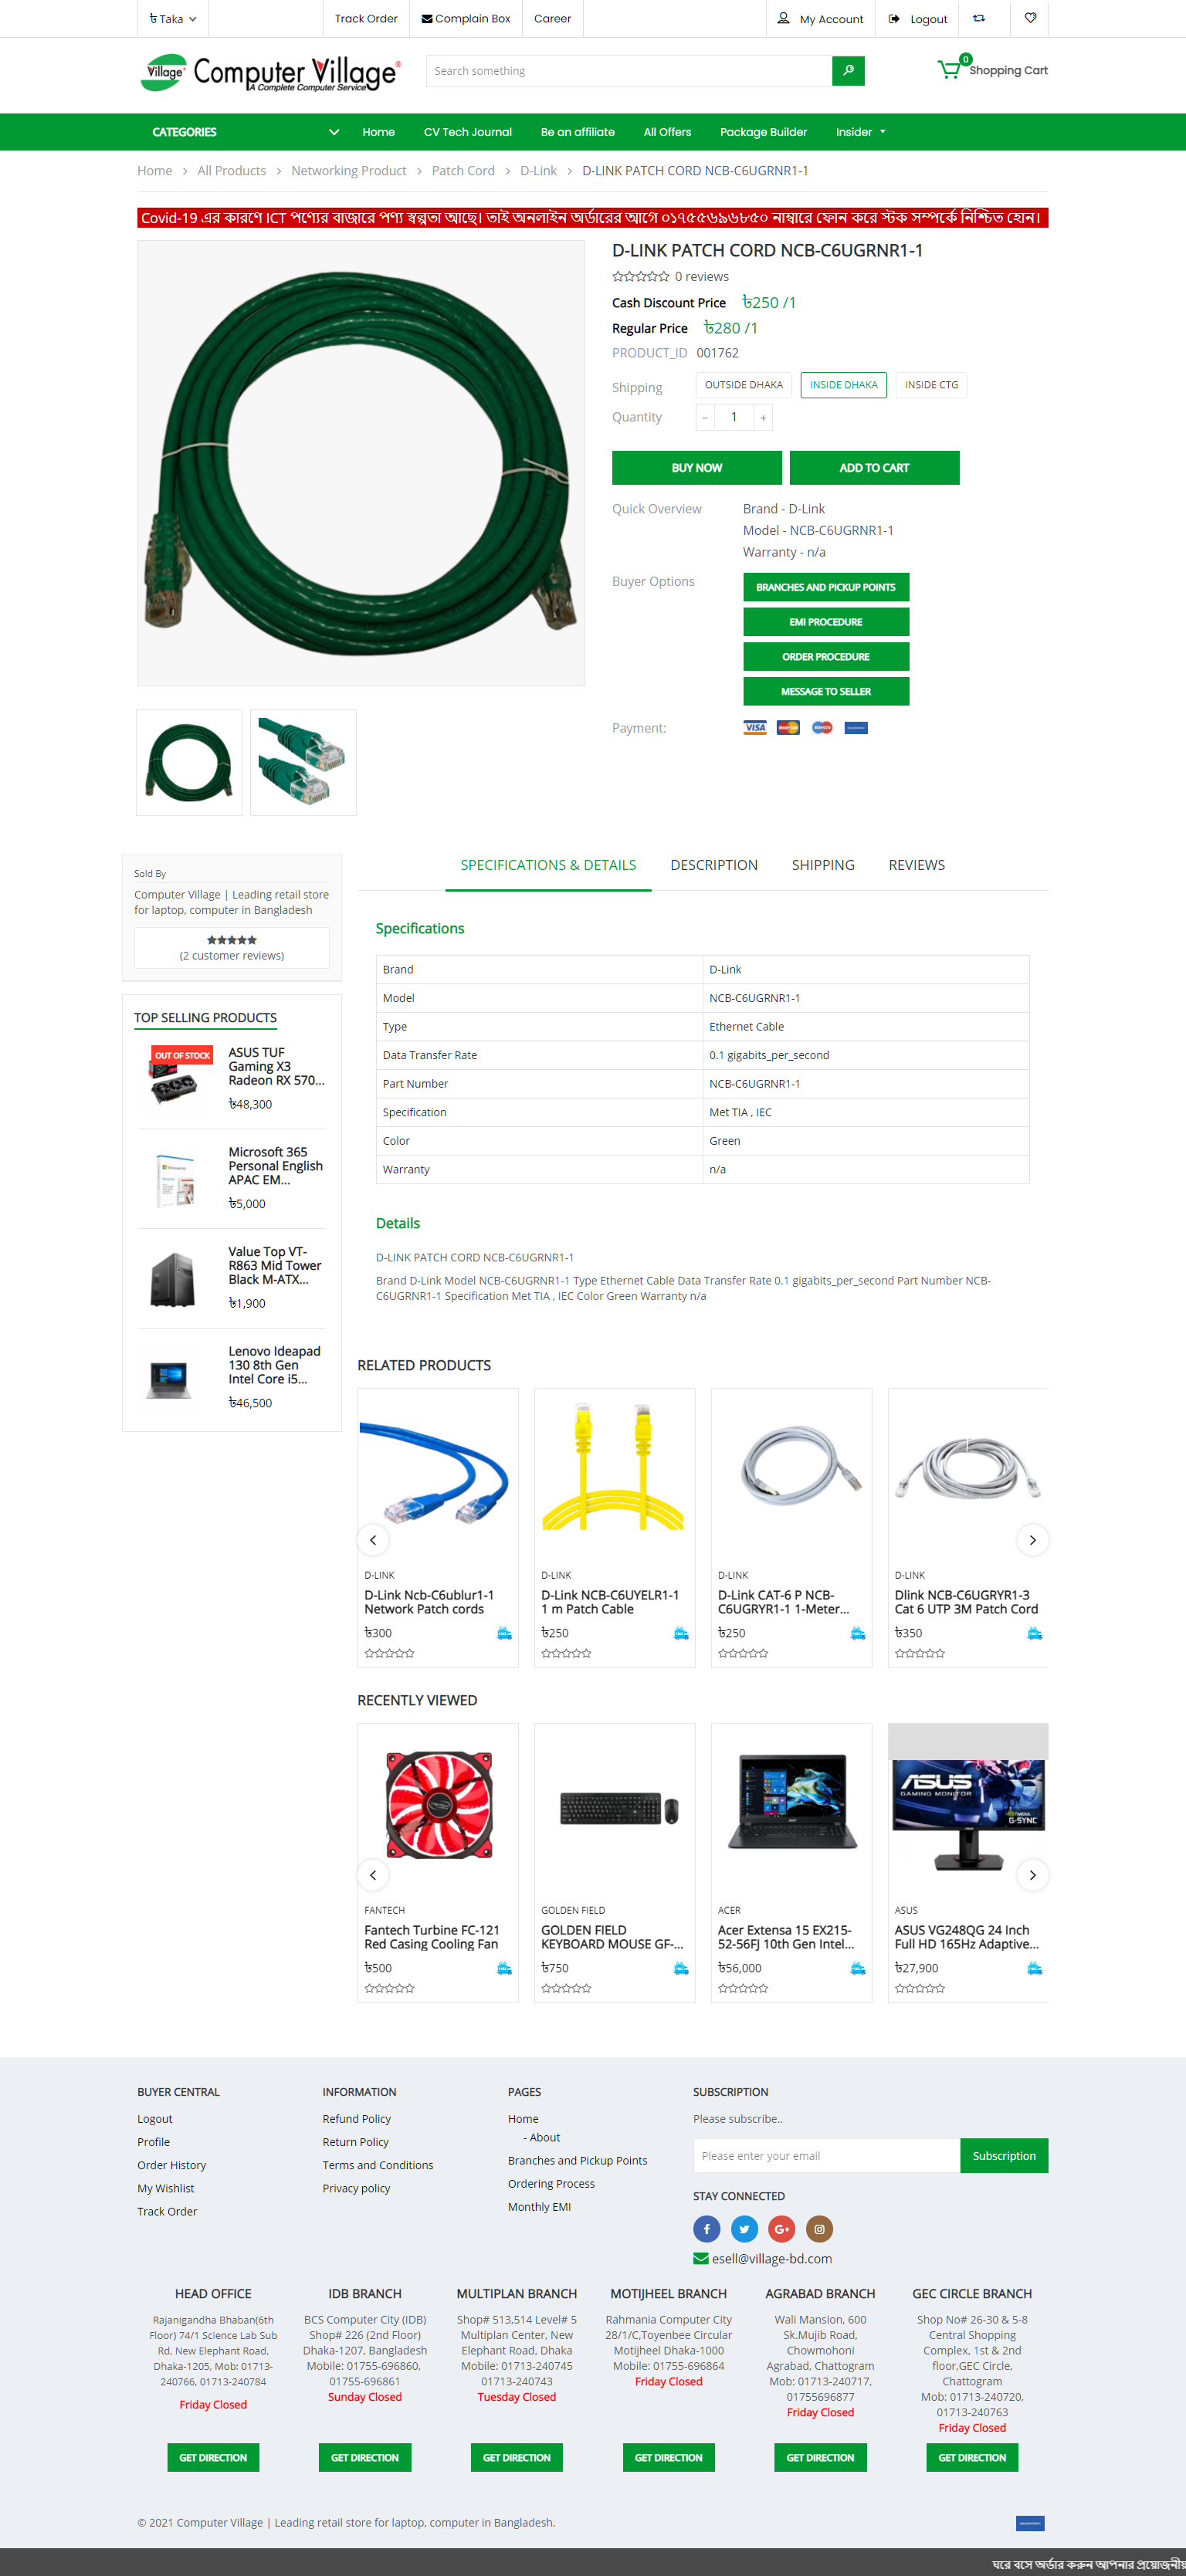 ৳ Taka
Track Order
Complain Box
Career
My Account
Logout
Village®
Computer Village®
A Complete Computer Service
Search something
0
Shopping Cart
CATEGORIES
Home
CV Tech Journal
Be an affiliate
All Offers
Package Builder
Insider
Home > All Products > Networking Product > Patch Cord > D-Link > D-LINK PATCH CORD NCB-C6UGRNR1-1
Covid-19 এর কারণে ICT পণ্যের বাজারে পণ্য স্বল্পতা আছে। তাই অনলাইন অর্ডারের আগে ০১৭৫৫৬৯৬৮৫০ নাম্বারে ফোন করে স্টক সম্পর্কে নিশ্চিত হোন।
D-LINK PATCH CORD NCB-C6UGRNR1-1
0 reviews
Cash Discount Price ৳250 /1
Regular Price ৳280 /1
PRODUCT_ID 001762
Shipping OUTSIDE DHAKA INSIDE DHAKA INSIDE CTG
Quantity − 1 +
BUY NOW ADD TO CART
Quick Overview Brand - D-Link
Model - NCB-C6UGRNR1-1
Warranty - n/a
Buyer Options BRANCHES AND PICKUP POINTS
EMI PROCEDURE
ORDER PROCEDURE
MESSAGE TO SELLER
Payment: VISA MasterCard Maestro
Sold By
Computer Village | Leading retail store
for laptop, computer in Bangladesh
(2 customer reviews)
TOP SELLING PRODUCTS
OUT OF STOCK
ASUS TUF
Gaming X3
Radeon RX 570...
৳48,300
Microsoft 365
Personal English
APAC EM...
৳5,000
Value Top VT-
R863 Mid Tower
Black M-ATX...
৳1,900
Lenovo Ideapad
130 8th Gen
Intel Core i5...
৳46,500
SPECIFICATIONS & DETAILS DESCRIPTION SHIPPING REVIEWS
Specifications
Brand D-Link
Model NCB-C6UGRNR1-1
Type Ethernet Cable
Data Transfer Rate 0.1 gigabits_per_second
Part Number NCB-C6UGRNR1-1
Specification Met TIA , IEC
Color Green
Warranty n/a
Details
D-LINK PATCH CORD NCB-C6UGRNR1-1
Brand D-Link Model NCB-C6UGRNR1-1 Type Ethernet Cable Data Transfer Rate 0.1 gigabits_per_second Part Number NCB-
C6UGRNR1-1 Specification Met TIA , IEC Color Green Warranty n/a
RELATED PRODUCTS
D-LINK
D-Link Ncb-C6ublur1-1
Network Patch cords
৳300
D-LINK
D-Link NCB-C6UYELR1-1
1 m Patch Cable
৳250
D-LINK
D-Link CAT-6 P NCB-
C6UGRYR1-1 1-Meter...
৳250
D-LINK
Dlink NCB-C6UGRYR1-3
Cat 6 UTP 3M Patch Cord
৳350
RECENTLY VIEWED
FANTECH
Fantech Turbine FC-121
Red Casing Cooling Fan
৳500
GOLDEN FIELD
GOLDEN FIELD
KEYBOARD MOUSE GF-...
৳750
ACER
Acer Extensa 15 EX215-
52-56FJ 10th Gen Intel...
৳56,000
ASUS
GAMING MONITOR
NVIDIA
G-SYNC
ASUS
ASUS VG248QG 24 Inch
Full HD 165Hz Adaptive...
৳27,900
BUYER CENTRAL
Logout
Profile
Order History
My Wishlist
Track Order
INFORMATION
Refund Policy
Return Policy
Terms and Conditions
Privacy policy
PAGES
Home
- About
Branches and Pickup Points
Ordering Process
Monthly EMI
SUBSCRIPTION
Please subscribe..
Please enter your email Subscription
STAY CONNECTED
esell@village-bd.com
HEAD OFFICE
Rajanigandha Bhaban(6th
Floor) 74/1 Science Lab Sub
Rd, New Elephant Road,
Dhaka-1205, Mob: 01713-
240766, 01713-240784
Friday Closed
GET DIRECTION
IDB BRANCH
BCS Computer City (IDB)
Shop# 226 (2nd Floor)
Dhaka-1207, Bangladesh
Mobile: 01755-696860,
01755-696861
Sunday Closed
GET DIRECTION
MULTIPLAN BRANCH
Shop# 513,514 Level# 5
Multiplan Center, New
Elephant Road, Dhaka
Mobile: 01713-240745
01713-240743
Tuesday Closed
GET DIRECTION
MOTIJHEEL BRANCH
Rahmania Computer City
28/1/C,Toyenbee Circular
Motijheel Dhaka-1000
Mobile: 01755-696864
Friday Closed
GET DIRECTION
AGRABAD BRANCH
Wali Mansion, 600
Sk.Mujib Road,
Chowmohoni
Agrabad, Chattogram
Mob: 01713-240717,
01755696877
Friday Closed
GET DIRECTION
GEC CIRCLE BRANCH
Shop No# 26-30 & 5-8
Central Shopping
Complex, 1st & 2nd
floor,GEC Circle,
Chattogram
Mob: 01713-240720,
01713-240763
Friday Closed
GET DIRECTION
© 2021 Computer Village | Leading retail store for laptop, computer in Bangladesh.
ঘরে বসে অর্ডার করুন আপনার প্রয়োজনীয়